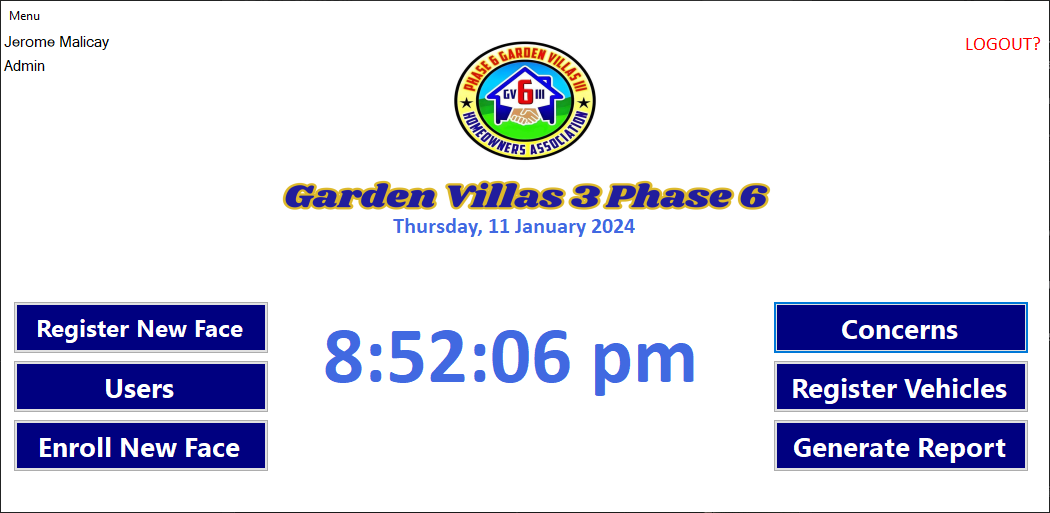 Menu
Jerome Malicay
LOGOUT?
Admin
PHASE 6 GARDEN VILLAS III
GV 6 III
HOMEOWNERS ASSOCIATION
Garden Villas 3 Phase 6
Thursday, 11 January 2024
Register New Face
Users
Enroll New Face
8:52:06 pm
Concerns
Register Vehicles
Generate Report